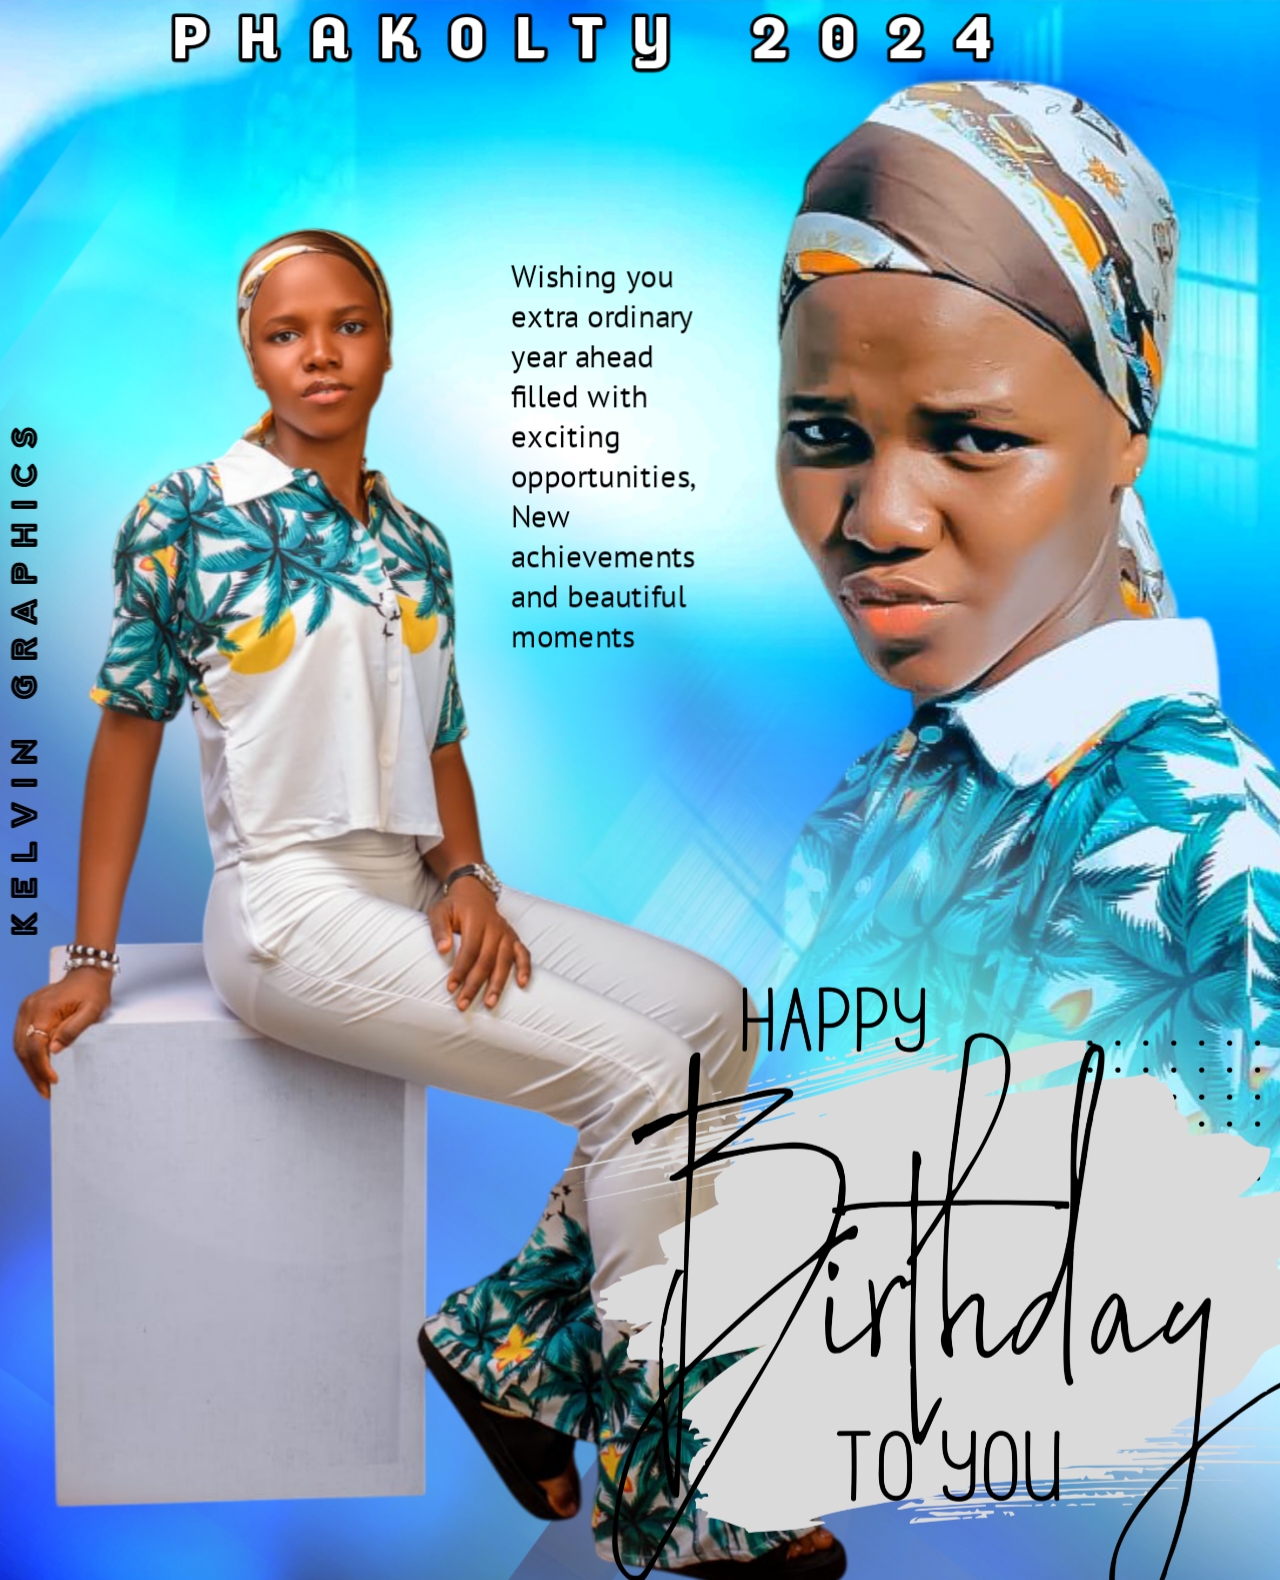 PHAKOLTY 2024
Wishing you
extra ordinary
year ahead
filled with
exciting
opportunities,
New
achievements
and beautiful
moments
KELVIN GRAPHICS
HAPPY
Birthday
TO YOU